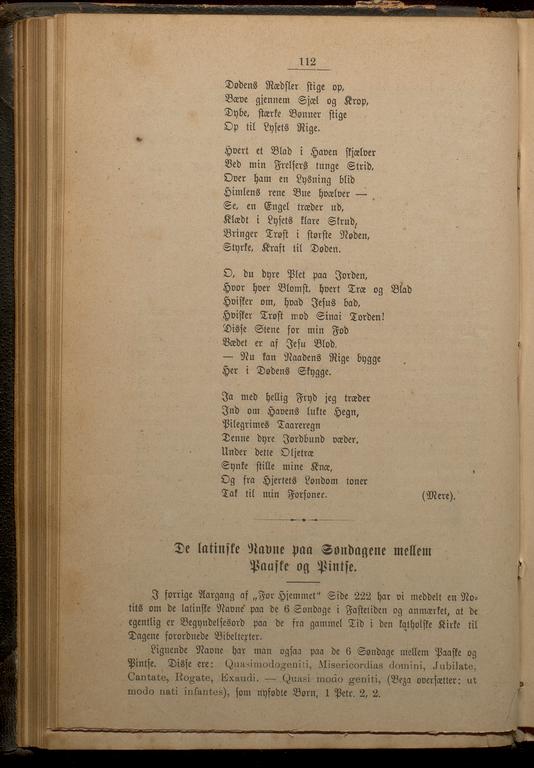 112
Dødens Rædsler stige op,
Bæve gjennem Sjæl og Krop,
Dybe, stærke Bønner stige
Op til Lysets Rige.
Hvert et Blad i Haven skjælver
Ved min Frelsers tunge Strid,
Over ham en Lysning blid
Himlens rene Bue hvælver —
Se, en Engel træder ud,
Klædt i Lysets klare Skrud,
Bringer Trøst i største Nøden,
Styrke, Kraft til Døden.
O, du dyre Plet paa Jorden,
Hvor hver Blomst, hvert Træ og Blad
Hvisker om, hvad Jesus bad,
Hvisker Trøst mod Sinai Torden!
Disse Stene for min Fod
Vædet er af Jesu Blod.
— Nu kan Naadens Rige bygge
Her i Dødens Skygge.
Ja med hellig Fryd jeg træder
Ind om Havens lukte Hegn,
Pilegrimes Taareregn
Denne dyre Jordbund væder.
Under dette Oljetræ
Synke stille mine Knæ,
Og fra Hjertets Løndom toner
Tak til min Forsoner. (Mere).
De latinske Navne paa Søndagene mellem
Paaske og Pintse.
I forrige Aargang af „For Hjemmet" Side 222 har vi meddelt en No-
tits om de latinske Navne paa de 6 Søndage i Fastetiden og anmærket, at de
egentlig er Begyndelsesord paa de fra gammel Tid i den katholske Kirke til
Dagene forordnede Bibeltexter.
Lignende Navne har man ogsaa paa de 6 Søndage mellem Paaske og
Pintse. Disse ere: Quasimodogeniti, Misericordias domini, Jubilate,
Cantate, Rogate, Exaudi. — Quasi modo geniti, (Beza oversætter: ut
modo nati infantes), som nyfødte Børn, 1 Petr. 2, 2.